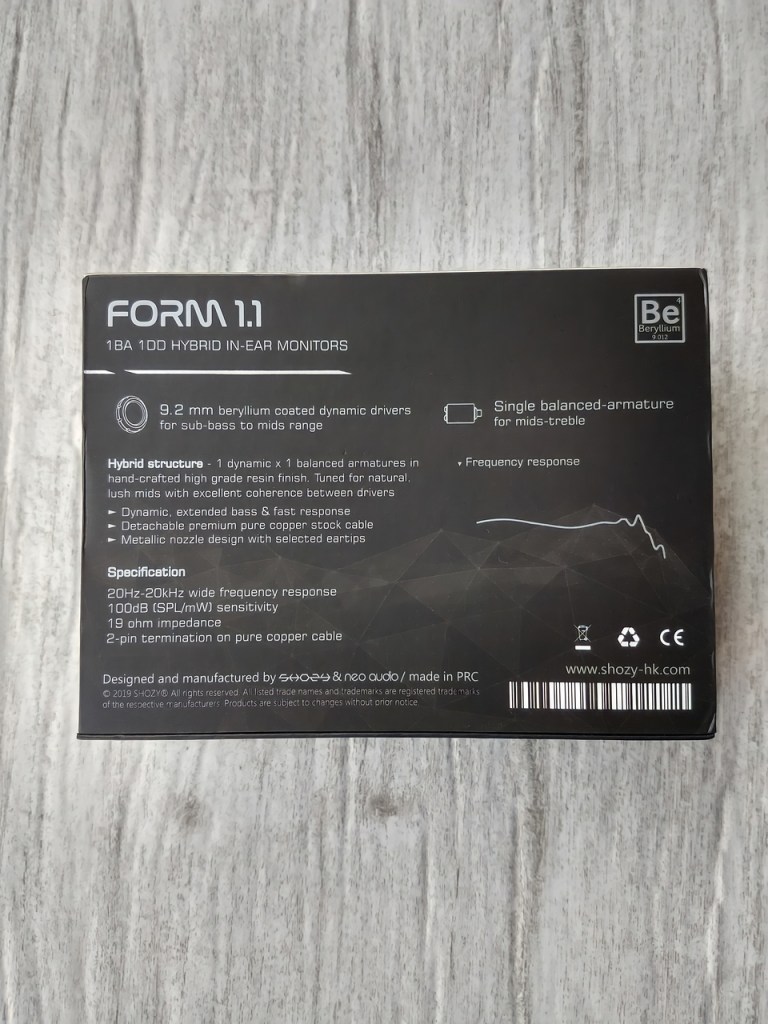 FORM 1.1
1BA 1DD HYBRID IN-EAR MONITORS
4
Be
Beryllium
9.012
9.2 mm beryllium coated dynamic drivers
for sub-bass to mids range
Single balanced-armature
for mids-treble
Hybrid structure - 1 dynamic x 1 balanced armatures in
hand-crafted high grade resin finish. Tuned for natural,
lush mids with excellent coherence between drivers
► Dynamic, extended bass & fast response
► Detachable premium pure copper stock cable
► Metallic nozzle design with selected eartips
▾ Frequency response
Specification
20Hz-20kHz wide frequency response
100dB (SPL/mW) sensitivity
19 ohm impedance
2-pin termination on pure copper cable
CE
www.shozy-hk.com
Designed and manufactured by SHOZY & neo audio / made in PRC
© 2019 SHOZY® All rights reserved. All listed trade names and trademarks are registered trademarks
of the respective manufacturers. Products are subject to changes without prior notice.